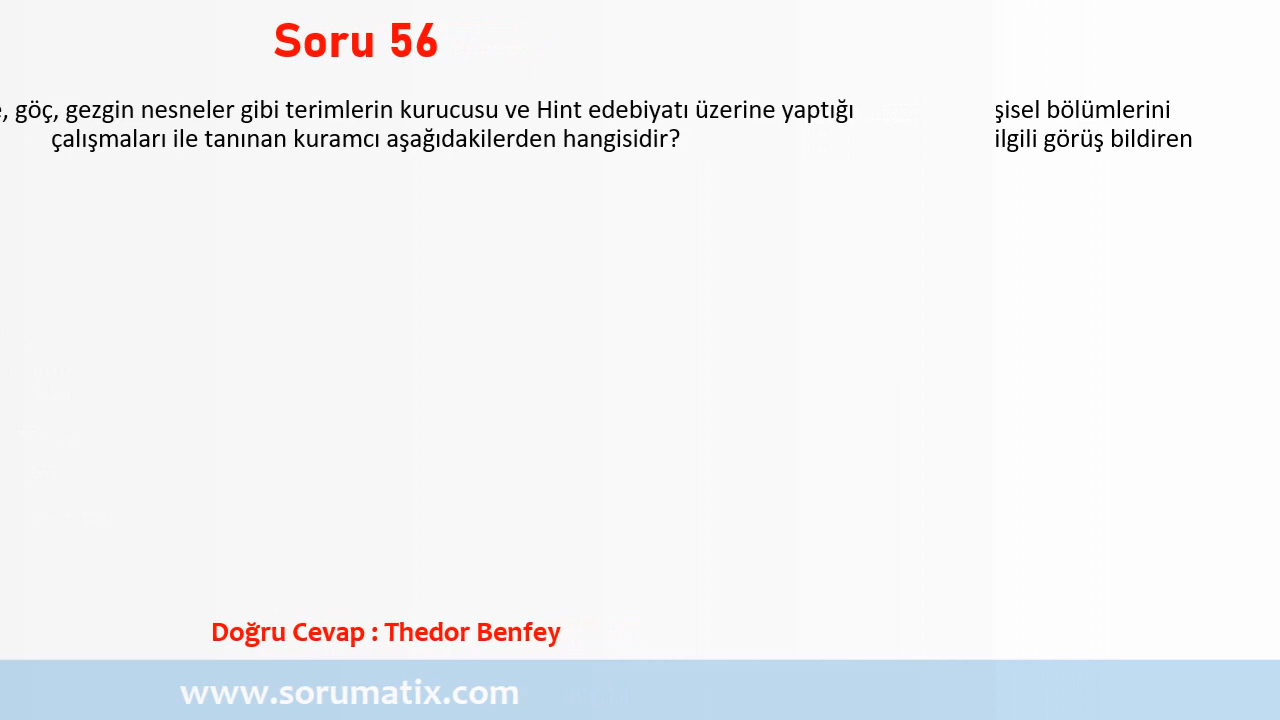 Soru 56
, göç, gezgin nesneler gibi terimlerin kurucusu ve Hint edebiyatı üzerine yaptığı
çalışmaları ile tanınan kuramcı aşağıdakilerden hangisidir?
şisel bölümlerini
ilgili görüş bildiren
Doğru Cevap : Thedor Benfey
www.sorumatix.com